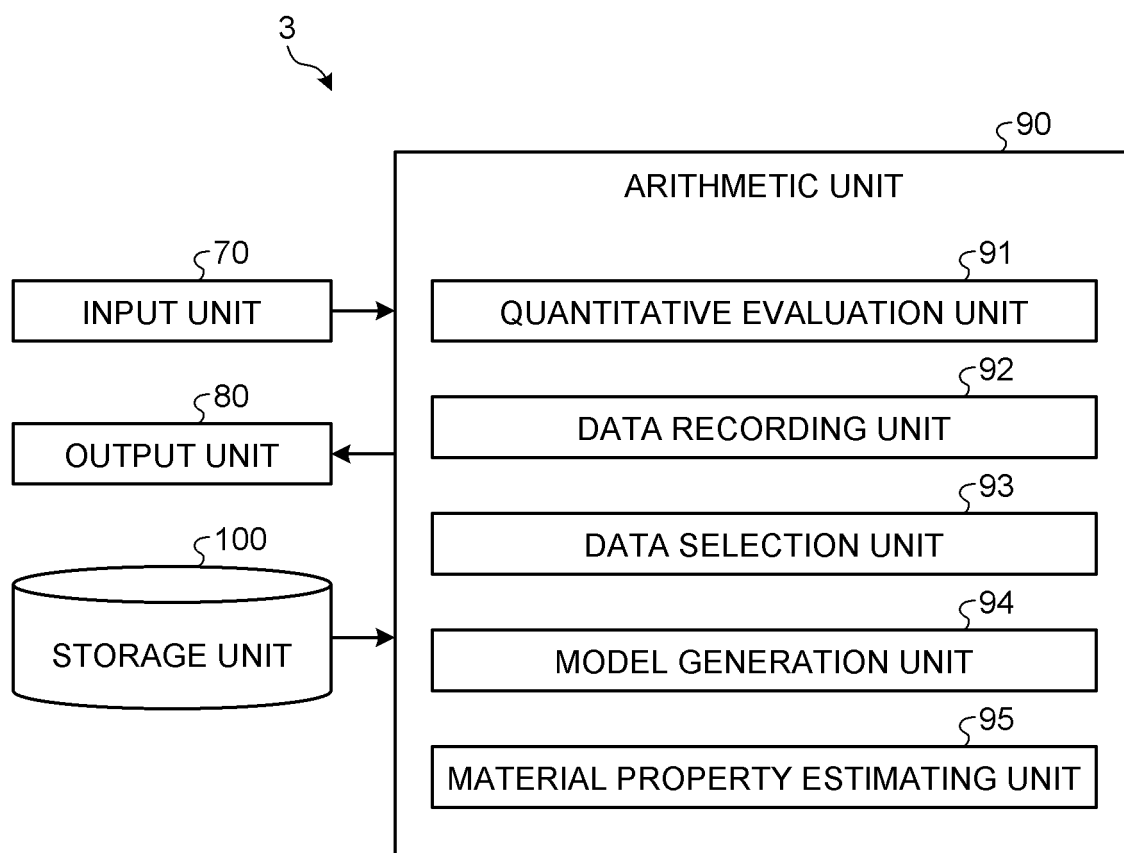 3
90
ARITHMETIC UNIT
70
INPUT UNIT
91
QUANTITATIVE EVALUATION UNIT
80
OUTPUT UNIT
92
DATA RECORDING UNIT
93
DATA SELECTION UNIT
100
STORAGE UNIT
94
MODEL GENERATION UNIT
95
MATERIAL PROPERTY ESTIMATING UNIT